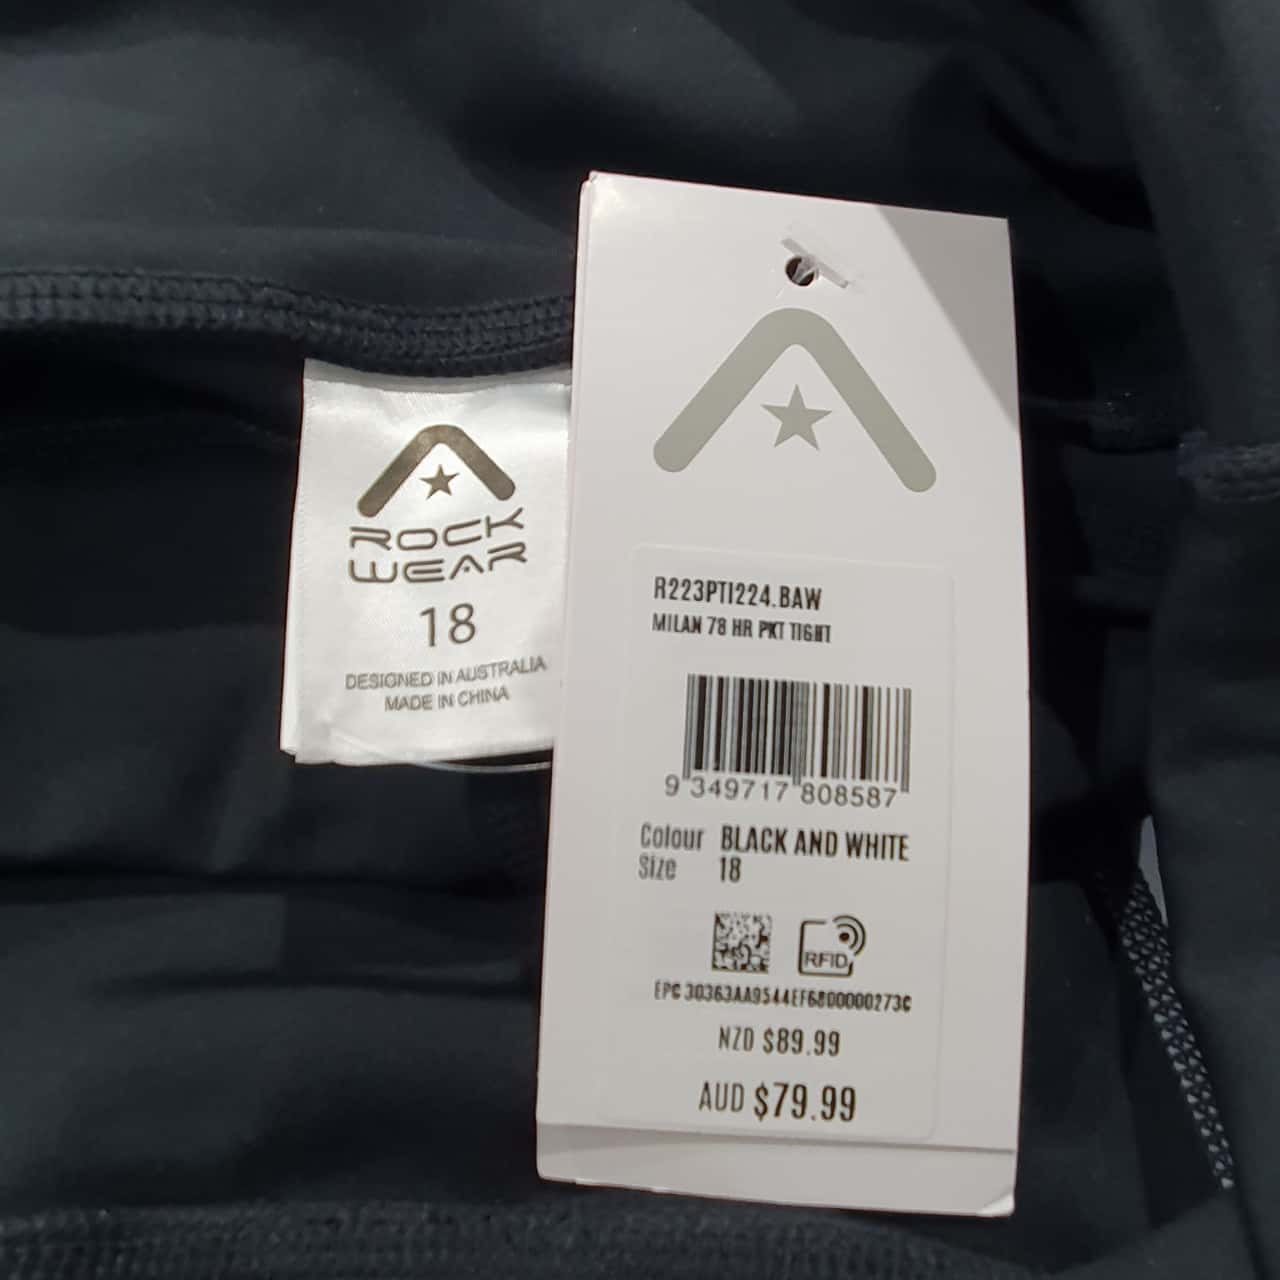 ROCK
WEAR
18
DESIGNED IN AUSTRALIA
MADE IN CHINA
R223PTI224.BAW
MILAN 78 HR PKT TIGHT
9 349717 808587
Colour BLACK AND WHITE
Size 18
RFID
EPC 30363AA9544EF6800000273C
NZD $89.99
AUD $79.99